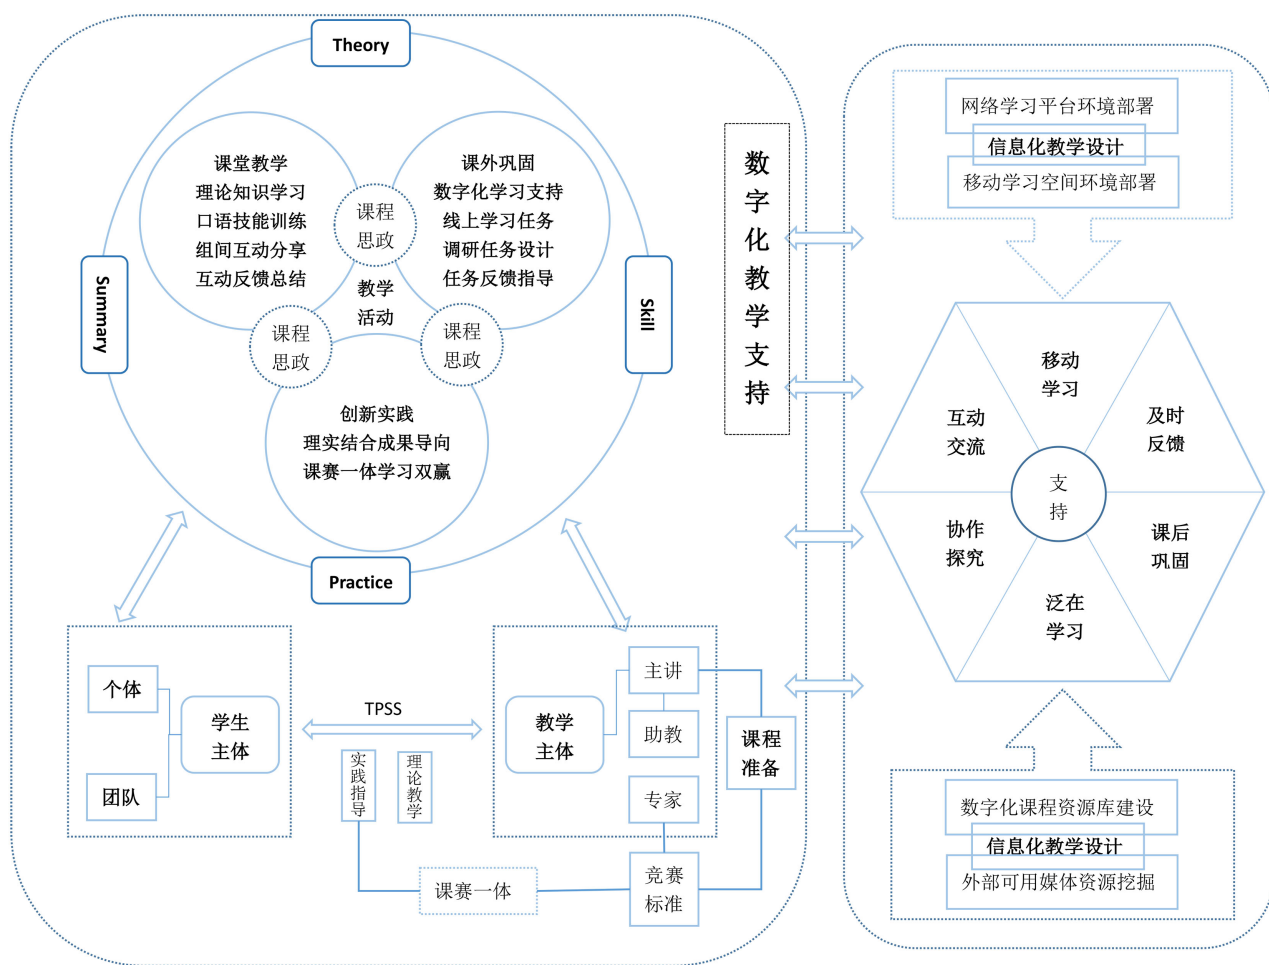 Theory
课堂教学
理论知识学习
口语技能训练
组间互动分享
互动反馈总结
课程
思政
课外巩固
数字化学习支持
线上学习任务
调研任务设计
任务反馈指导
教学
活动
Summary
Skill
课程
思政
课程
思政
创新实践
理实结合成果导向
课赛一体学习双赢
Practice
数字化教学支持
个体
团队
学生
主体
TPSS
实践指导
理论教学
教学
主体
主讲
助教
专家
课程
准备
课赛一体
竞赛
标准
网络学习平台环境部署
信息化教学设计
移动学习空间环境部署
移动
学习
互动
交流
及时
反馈
支
持
协作
探究
课后
巩固
泛在
学习
数字化课程资源库建设
信息化教学设计
外部可用媒体资源挖掘